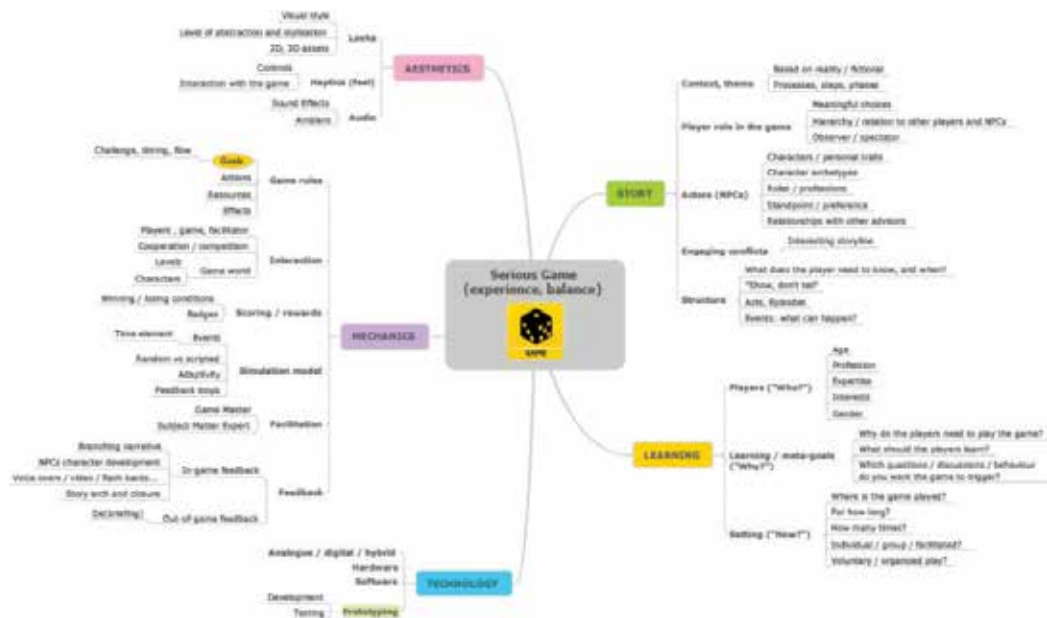 Visual style
Level of abstraction and stylisation
2D, 3D assets
Looks
Controls
Interaction with the game
Haptics (feel)
Sound Effects
Ambient
Audio
AESTHETICS
Challenge, timing, flow
Goals
Actions
Resources
Effects
Game rules
Players , game, facilitator
Cooperation / competition
Levels
Characters
Game world
Interaction
Winning / losing conditions
Badges
Scoring / rewards
Time element
Events
Random vs scripted
Adaptivity
Feedback loops
Simulation model
Game Master
Subject Matter Expert
Facilitation
Branching narrative
NPCs character development
Voice overs / video / flash backs...
Story arch and closure
In game feedback
Debriefing
Out of game feedback
Feedback
MECHANICS
Analogue / digital / hybrid
Hardware
Software
Development
Testing
Prototyping
TECHNOLOGY
Serious Game
(experience, balance)
GAME
STORY
Context, theme
Based on reality / fictional
Processes, steps, phases
Player role in the game
Meaningful choices
Hierarchy / relation to other players and NPCs
Observer / spectator
Actors (NPCs)
Characters / personal traits
Character archetypes
Roles / professions
Standpoint / preference
Relationships with other advisors
Engaging conflicts
Interesting storyline
Structure
What does the player need to know, and when?
"Show, don't tell"
Acts, Episodes
Events: what can happen?
LEARNING
Players ("Who?")
Age
Profession
Expertise
Interests
Gender
Learning / meta-goals
("Why?")
Why do the players need to play the game?
What should the players learn?
Which questions / discussions / behaviour
do you want the game to trigger?
Setting ("How?")
Where is the game played?
For how long?
How many times?
Individual / group / facilitated?
Voluntary / organized play?